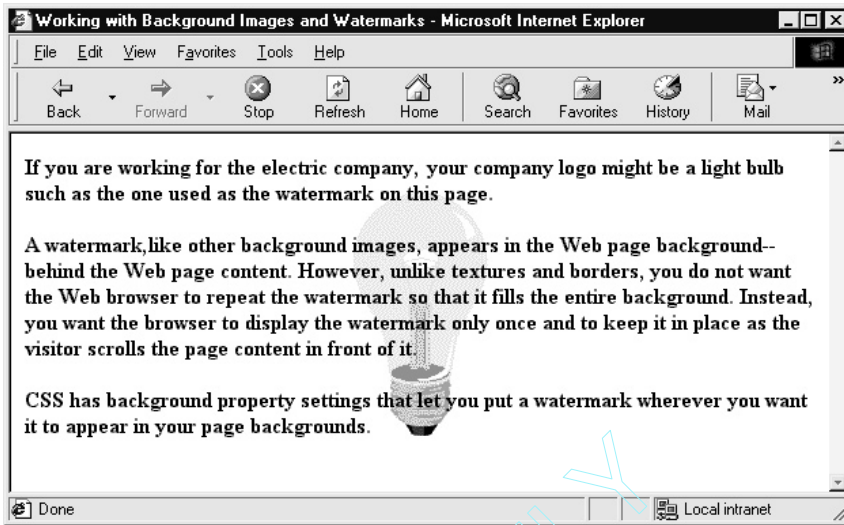 Working with Background Images and Watermarks - Microsoft Internet Explorer
File Edit View Favorites Tools Help
Back Forward Stop Refresh Home Search Favorites History Mail »
If you are working for the electric company, your company logo might be a light bulb
such as the one used as the watermark on this page.
A watermark,like other background images, appears in the Web page background--
behind the Web page content. However, unlike textures and borders, you do not want
the Web browser to repeat the watermark so that it fills the entire background. Instead,
you want the browser to display the watermark only once and to keep it in place as the
visitor scrolls the page content in front of it.
CSS has background property settings that let you put a watermark wherever you want
it to appear in your page backgrounds.
Done Local intranet